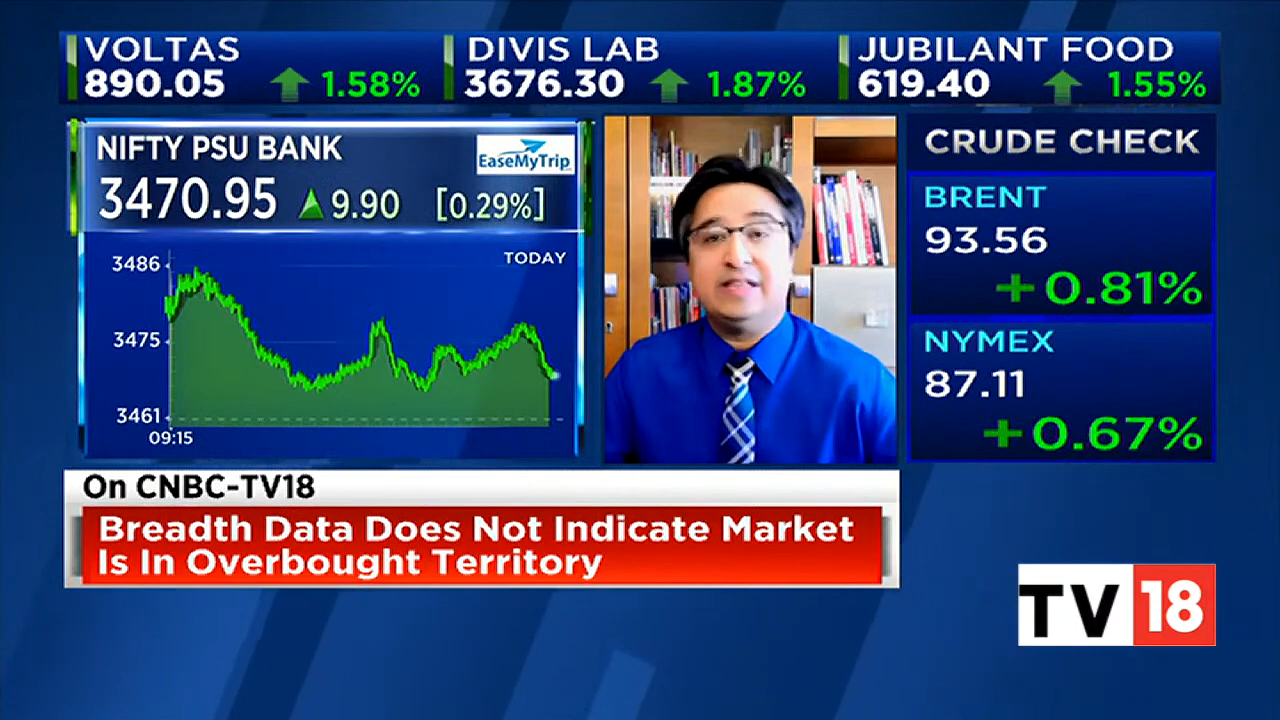 VOLTAS
890.05 1.58%
DIVIS LAB
3676.30 1.87%
JUBILANT FOOD
619.40 1.55%
NIFTY PSU BANK
EaseMyTrip
3470.95 9.90 [0.29%]
TODAY
3486
3475
3461
09:15
CRUDE CHECK
BRENT
93.56
+0.81%
NYMEX
87.11
+0.67%
On CNBC-TV18
Breadth Data Does Not Indicate Market
Is In Overbought Territory
TV18